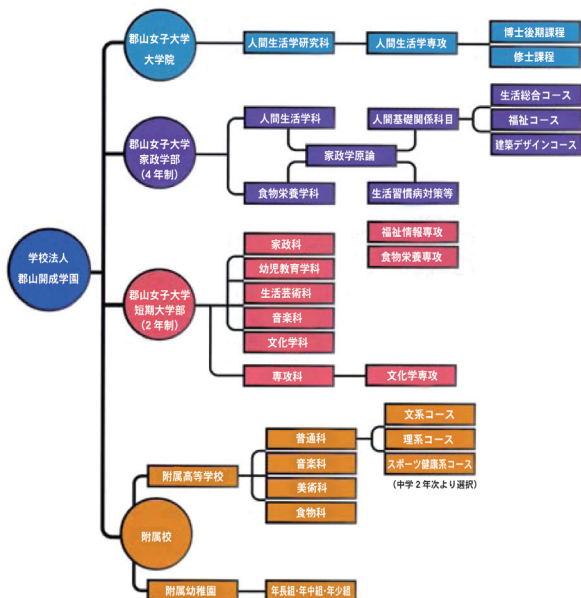 郡山女子大学
大学院
人間生活学研究科
人間生活学専攻
博士後期課程
修士課程
郡山女子大学
家政学部
（4年制）
人間生活学科
人間基礎関係科目
生活総合コース
福祉コース
建築デザインコース
家政学原論
食物栄養学科
生活習慣病対策等
学校法人
郡山開成学園
郡山女子大学
短期大学部
（2年制）
家政科
福祉情報専攻
食物栄養専攻
幼児教育学科
生活芸術科
音楽科
文化学科
専攻科
文化学専攻
附属校
附属高等学校
普通科
文系コース
理系コース
スポーツ健康系コース
（中学2年次より選択）
音楽科
美術科
食物科
附属幼稚園
年長組・年中組・年少組